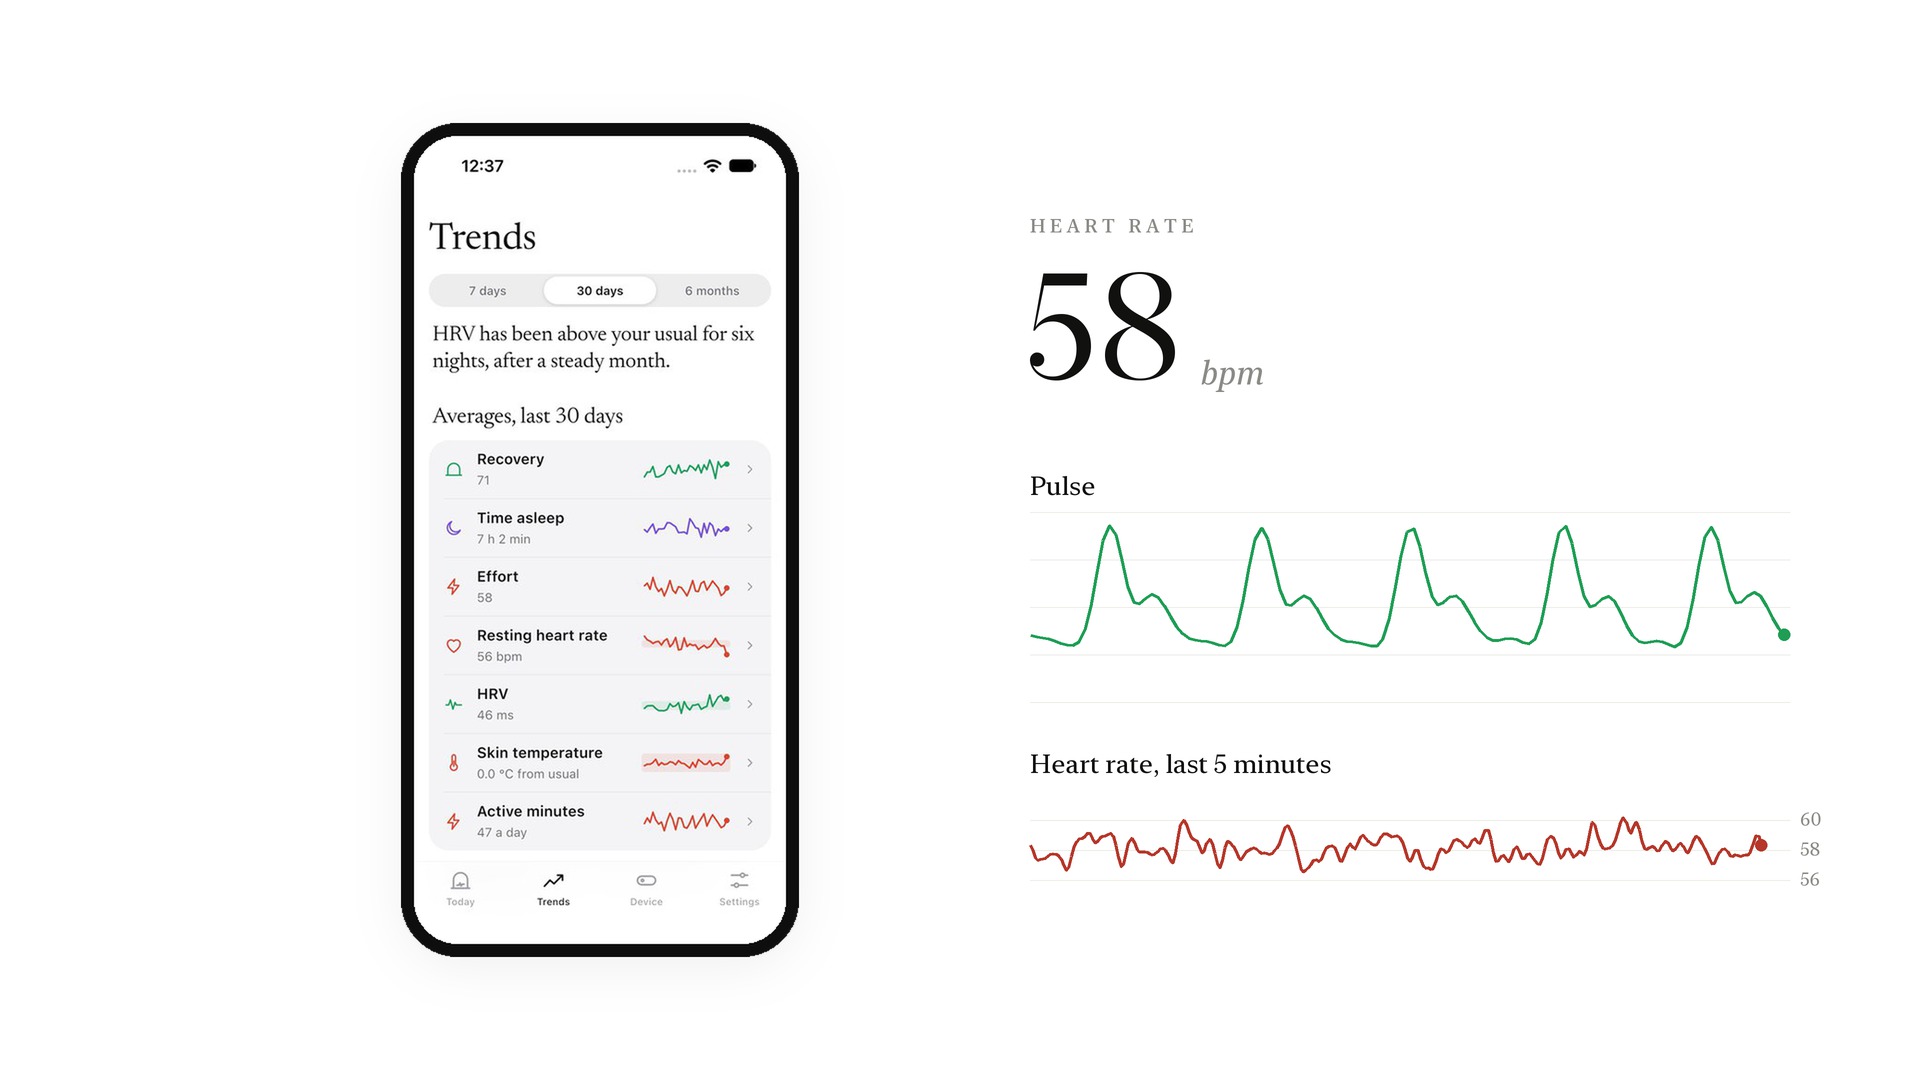 12:37
Trends
7 days
30 days
6 months
HRV has been above your usual for six
nights, after a steady month.
Averages, last 30 days
Recovery
71
Time asleep
7 h 2 min
Effort
58
Resting heart rate
56 bpm
HRV
46 ms
Skin temperature
0.0 °C from usual
Active minutes
47 a day
Today
Trends
Device
Settings
HEART RATE
58 bpm
Pulse
Heart rate, last 5 minutes
60
58
56